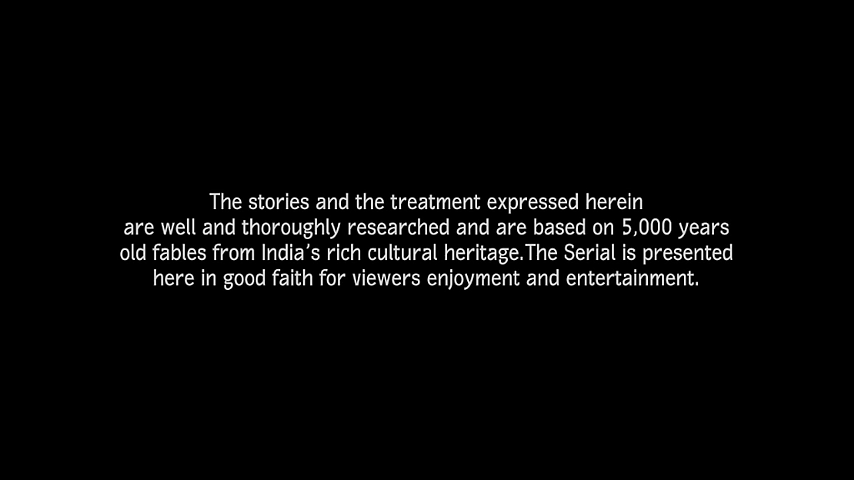 The stories and the treatment expressed herein
are well and thoroughly researched and are based on 5,000 years
old fables from India's rich cultural heritage.The Serial is presented
here in good faith for viewers enjoyment and entertainment.